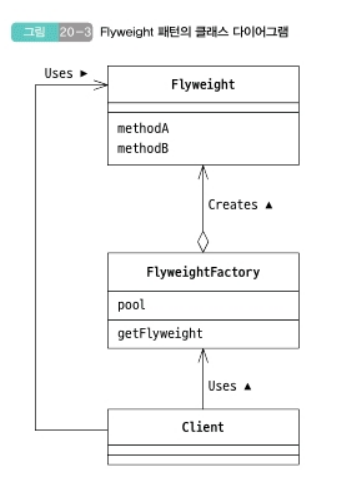 그림 20-3 Flyweight 패턴의 클래스 다이어그램
Uses ▶
Flyweight
methodA
methodB
Creates ▲
FlyweightFactory
pool
getFlyweight
Uses ▲
Client